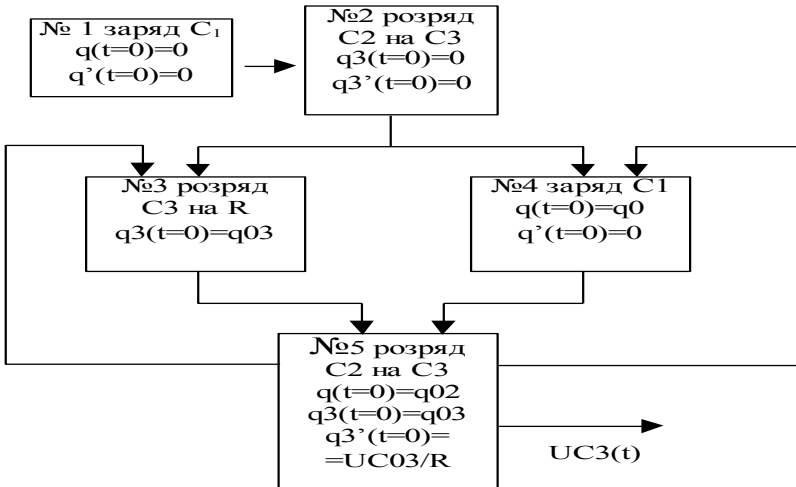 № 1 заряд C₁
q(t=0)=0
q’(t=0)=0
№2 розряд
C2 на C3
q3(t=0)=0
q3’(t=0)=0
№3 розряд
C3 на R
q3(t=0)=q03
№4 заряд C1
q(t=0)=q0
q’(t=0)=0
№5 розряд
C2 на C3
q(t=0)=q02
q3(t=0)=q03
q3’(t=0)=
=UC03/R
UC3(t)